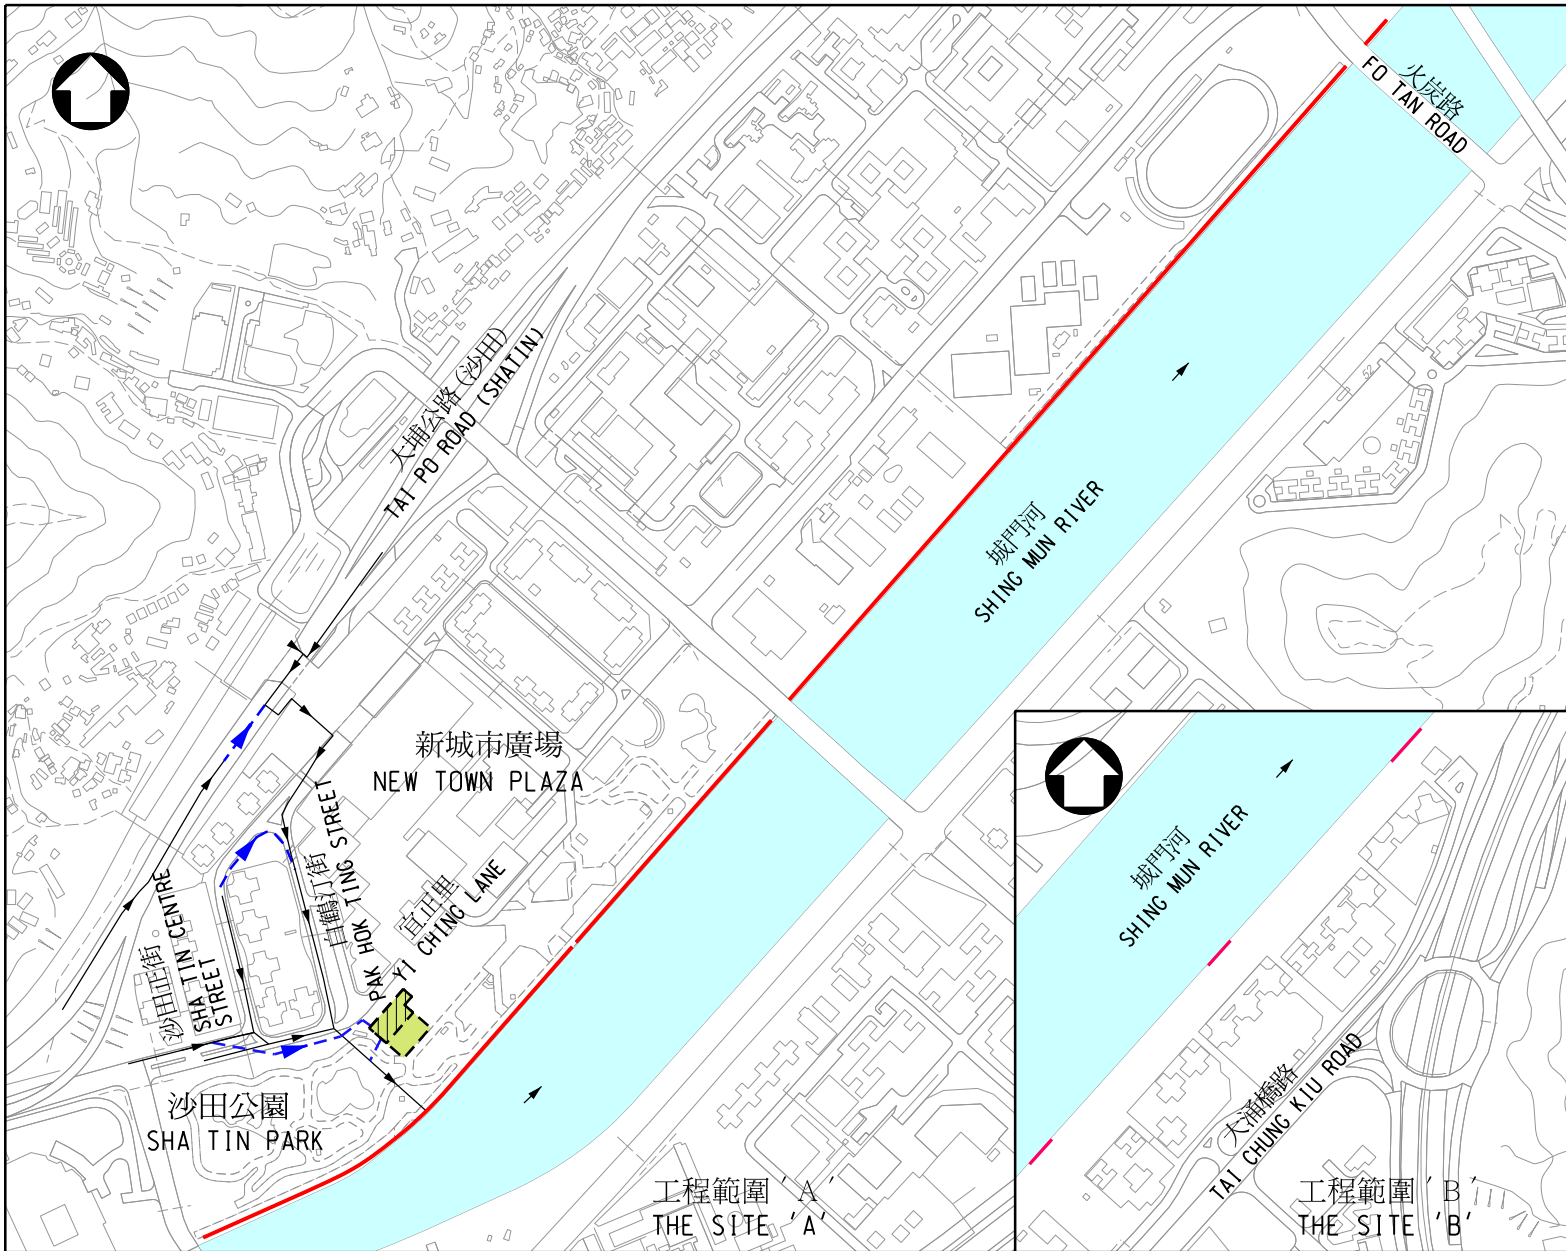 火炭路
FO TAN ROAD
大埔公路 (沙田)
TAI PO ROAD (SHATIN)
城門河
SHING MUN RIVER
新城市廣場
NEW TOWN PLAZA
白鶴汀街
PAK HOK TING STREET
宜正里
YI CHING LANE
沙田正街
SHA TIN CENTRE
STREET
沙田公園
SHA TIN PARK
工程範圍 'A'
THE SITE 'A'
城門河
SHING MUN RIVER
大涌橋路
TAI CHUNG KIU ROAD
工程範圍 'B'
THE SITE 'B'